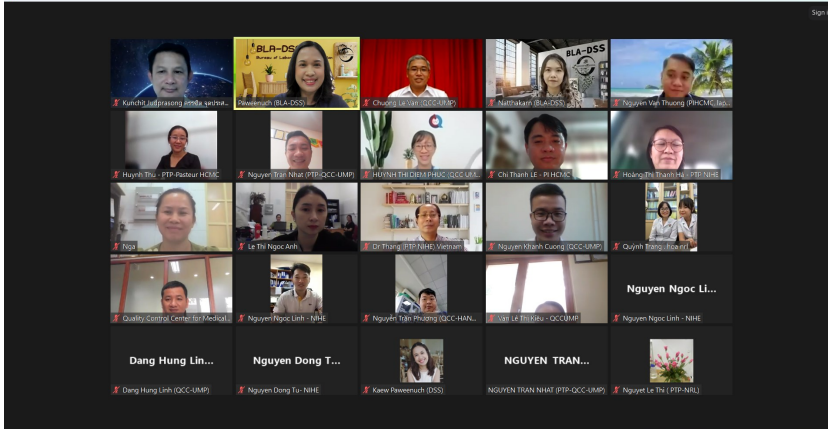 Sign i
BLA-DS
BLA-DSS
Kunchit Judprasong
Paweenuch (BLA-DSS)
Chuong Le Van (QCC-UMP)
Natthakarn (BLA-DSS)
Nguyen Van Thuong (PIHCMC_lap...
Huynh Thu - PTP-Pasteur HCMC
Nguyen Tran Nhat (PTP-QCC-UMP)
HUYNH THI DIEM PHUC (QCC UM...
Chi Thanh LE - PI HCMC
Hoàng Thị Thanh Hà - PTP NIHE
Nga
Le Thi Ngoc Anh
Dr Thang (PTP NIHE) Vietnam
Nguyen Khanh Cuong (QCC-UMP)
Quỳnh Trang
Quality Control Center for Medical...
Nguyen Ngoc Linh - NIHE
Nguyễn Trần Phượng (QCC-HAN...
Van Lê Thi Kiêu - QCCUMP
Nguyen Ngoc Li...
Nguyen Ngoc Linh - NIHE
Dang Hung Lin...
Dang Hung Linh (QCC-UMP)
Nguyen Dong T...
Nguyen Dong Tu- NIHE
Kaew Paweenuch (DSS)
NGUYEN TRAN...
NGUYEN TRAN NHAT (PTP-QCC-UMP)
Nguyet Le Thi ( PTP-NRL)